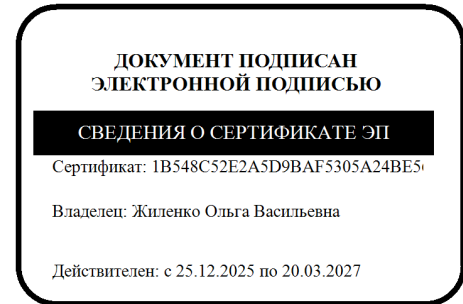 ДОКУМЕНТ ПОДПИСАН
ЭЛЕКТРОННОЙ ПОДПИСЬЮ
СВЕДЕНИЯ О СЕРТИФИКАТЕ ЭП
Сертификат: 1B548C52E2A5D9BAF5305A24BE5
Владелец: Жиленко Ольга Васильевна
Действителен: с 25.12.2025 по 20.03.2027